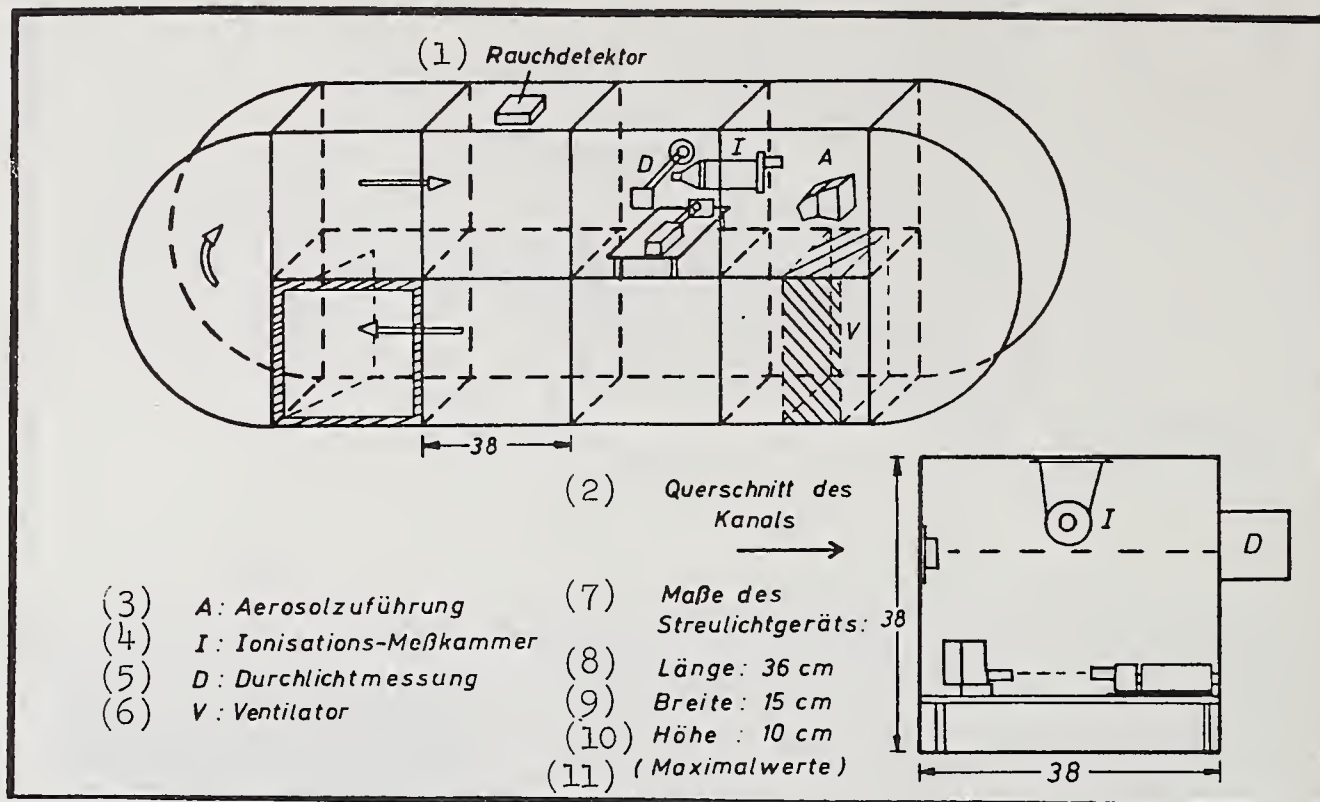 (1) Rauchdetektor
D
I
A
V
38
(2) Querschnitt des
Kanals
I
D
(3) A: Aerosolzuführung
(4) I: Ionisations-Meßkammer
(5) D: Durchlichtmessung
(6) V: Ventilator
(7) Maße des
Streulichtgeräts:
(8) Länge: 36 cm
(9) Breite: 15 cm
(10) Höhe : 10 cm
(11) (Maximalwerte)
38
38